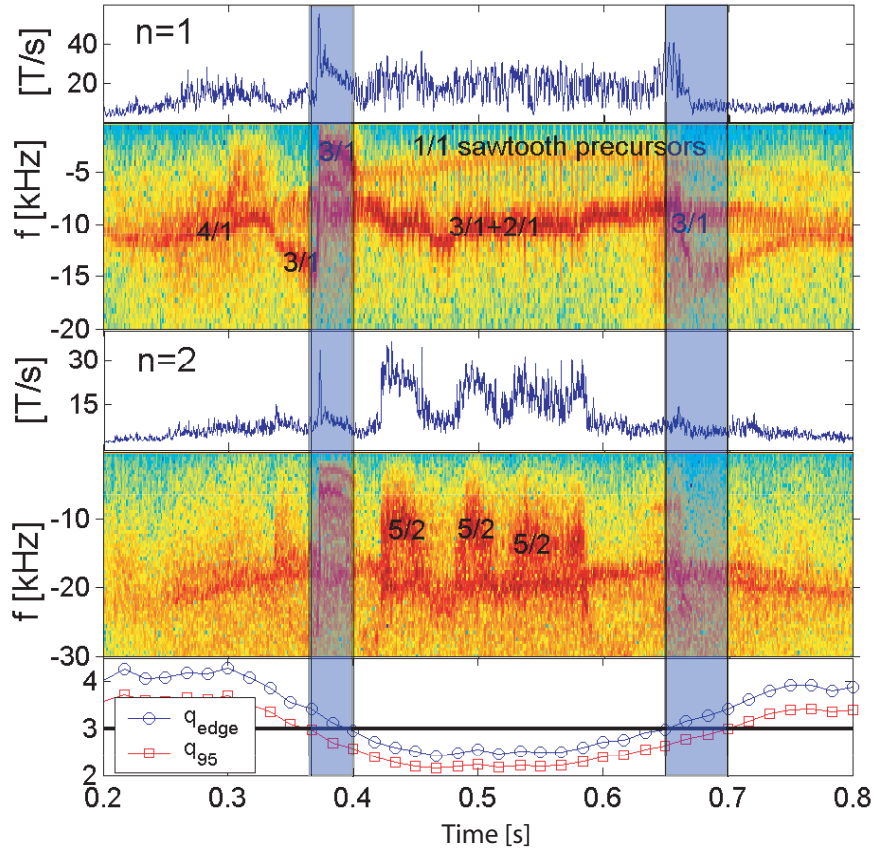 n=1
[T/s]
60
40
20
f [kHz]
-5
-10
-15
-20
3/1
1/1 sawtooth precursors
4/1
3/1+2/1
3/1
3/1
n=2
[T/s]
30
15
f [kHz]
-10
-20
-30
5/2
5/2
5/2
4
3
2
q_edge
q_95
0.2 0.3 0.4 0.5 0.6 0.7 0.8
Time [s]